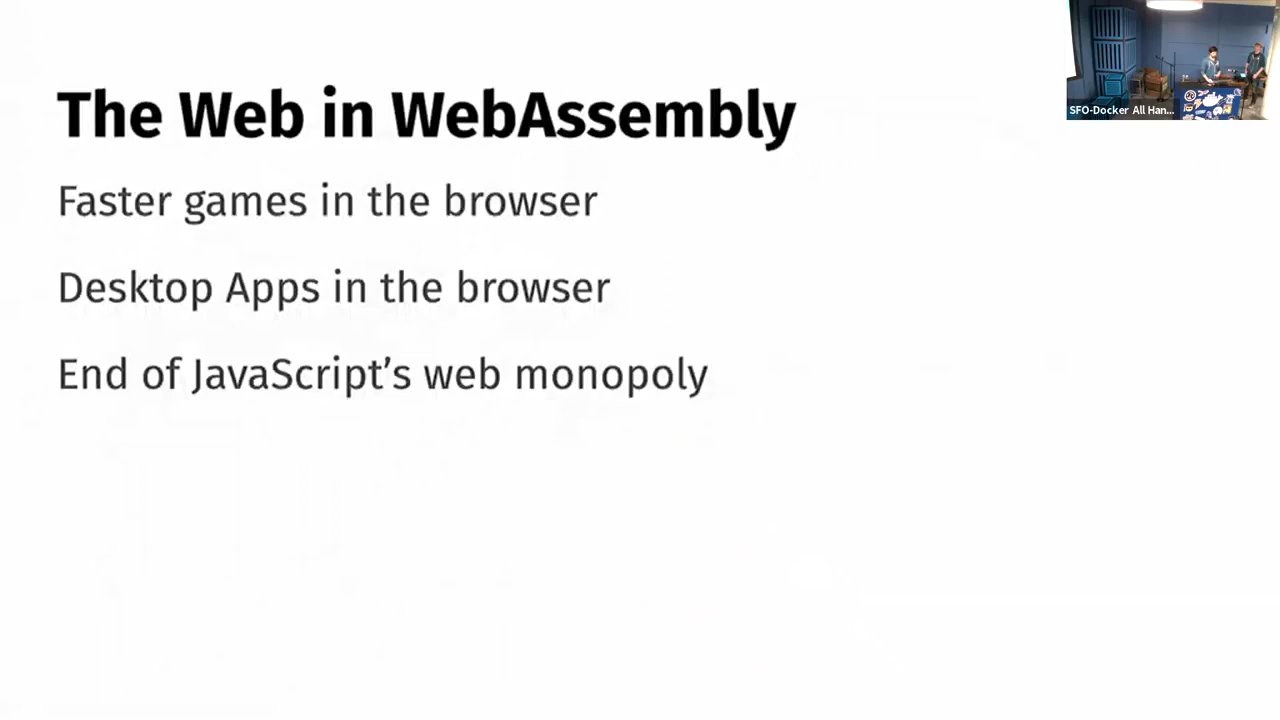 The Web in WebAssembly
Faster games in the browser
Desktop Apps in the browser
End of JavaScript’s web monopoly
SFO-Docker All Han...